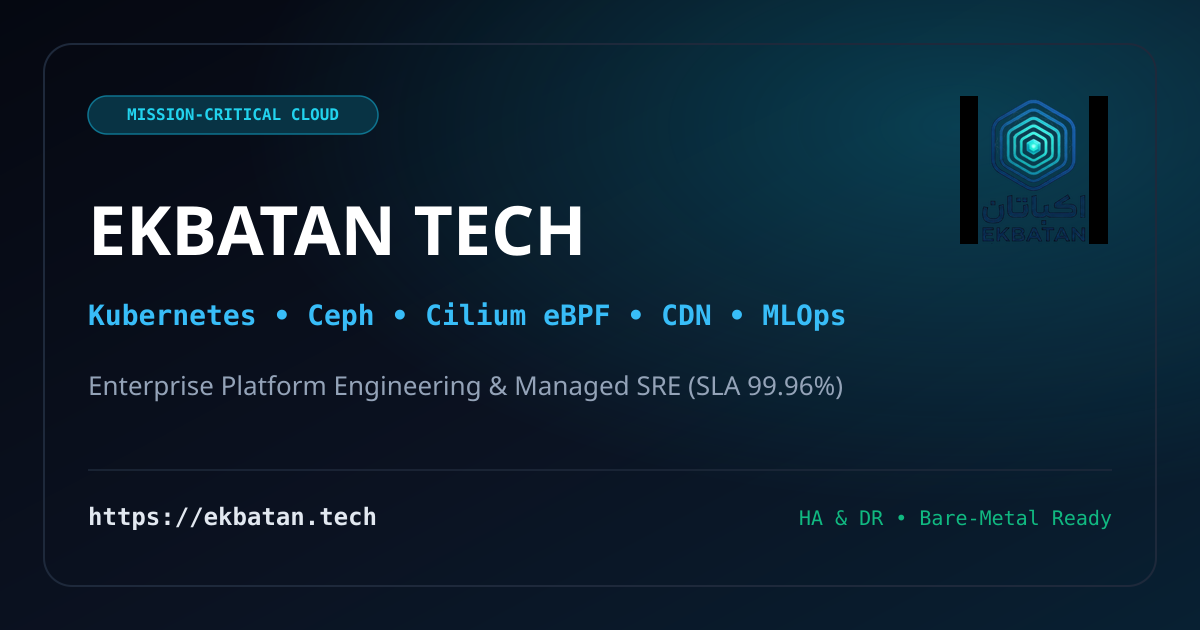 MISSION-CRITICAL CLOUD
اکباتان
EKBATAN
EKBATAN TECH
Kubernetes • Ceph • Cilium eBPF • CDN • MLOps
Enterprise Platform Engineering & Managed SRE (SLA 99.96%)
https://ekbatan.tech
HA & DR • Bare-Metal Ready